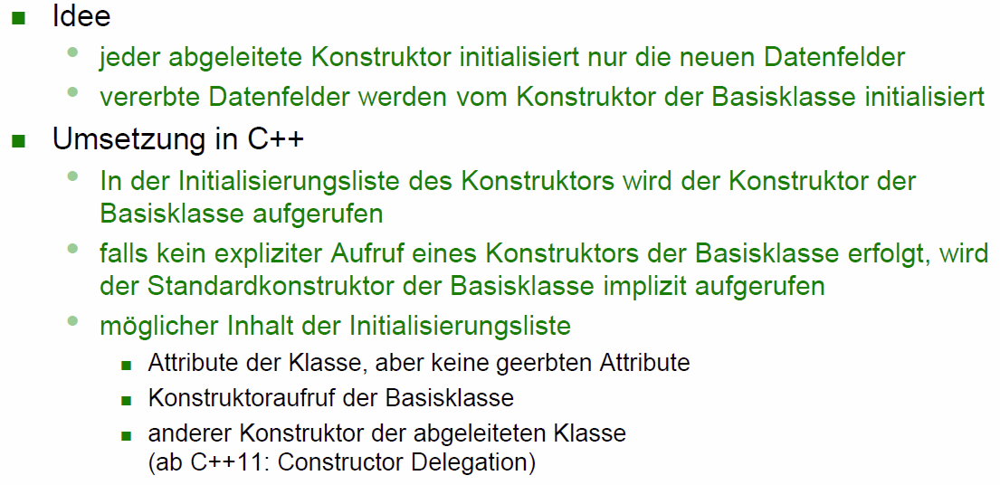 Idee
jeder abgeleitete Konstruktor initialisiert nur die neuen Datenfelder
vererbte Datenfelder werden vom Konstruktor der Basisklasse initialisiert
Umsetzung in C++
In der Initialisierungsliste des Konstruktors wird der Konstruktor der
Basisklasse aufgerufen
falls kein expliziter Aufruf eines Konstruktors der Basisklasse erfolgt, wird
der Standardkonstruktor der Basisklasse implizit aufgerufen
möglicher Inhalt der Initialisierungsliste
Attribute der Klasse, aber keine geerbten Attribute
Konstruktoraufruf der Basisklasse
anderer Konstruktor der abgeleiteten Klasse
(ab C++11: Constructor Delegation)